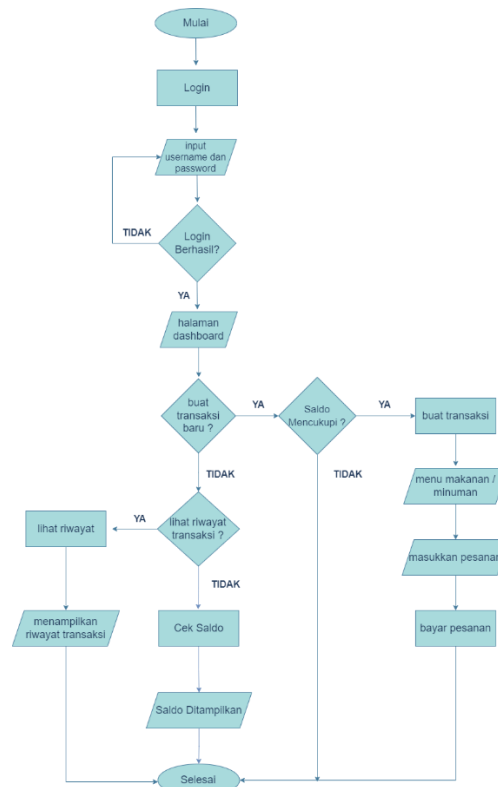 Mulai
Login
input
username dan
password
TIDAK
Login
Berhasil?
YA
halaman
dashboard
buat
transaksi
baru ?
YA
Saldo
Mencukupi ?
YA
buat transaksi
TIDAK
TIDAK
menu makanan /
minuman
lihat riwayat
YA
lihat riwayat
transaksi ?
masukkan pesanan
TIDAK
menampilkan
riwayat transaksi
Cek Saldo
bayar pesanan
Saldo Ditampilkan
Selesai